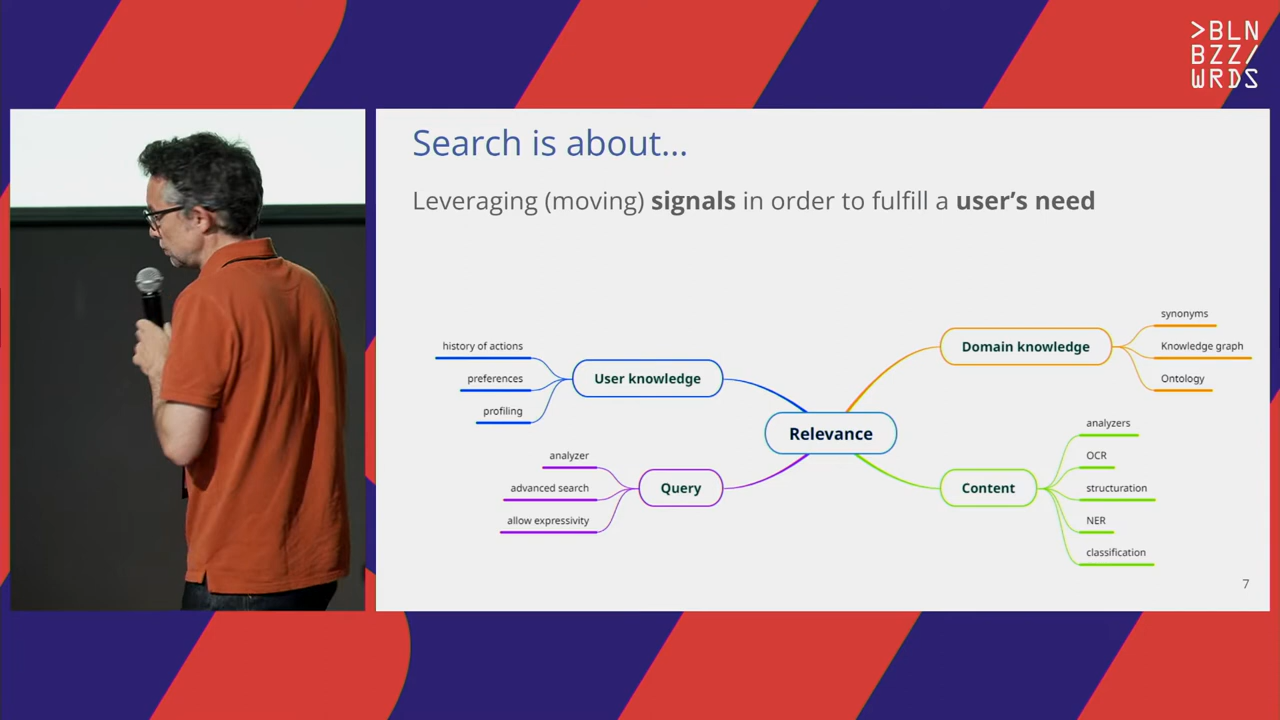 >BLN
BZZ/
WRDS
Search is about...
Leveraging (moving) signals in order to fulfill a user's need
history of actions
preferences
profiling
User knowledge
analyzer
advanced search
allow expressivity
Query
Relevance
Domain knowledge
synonyms
Knowledge graph
Ontology
Content
analyzers
OCR
structuration
NER
classification
7